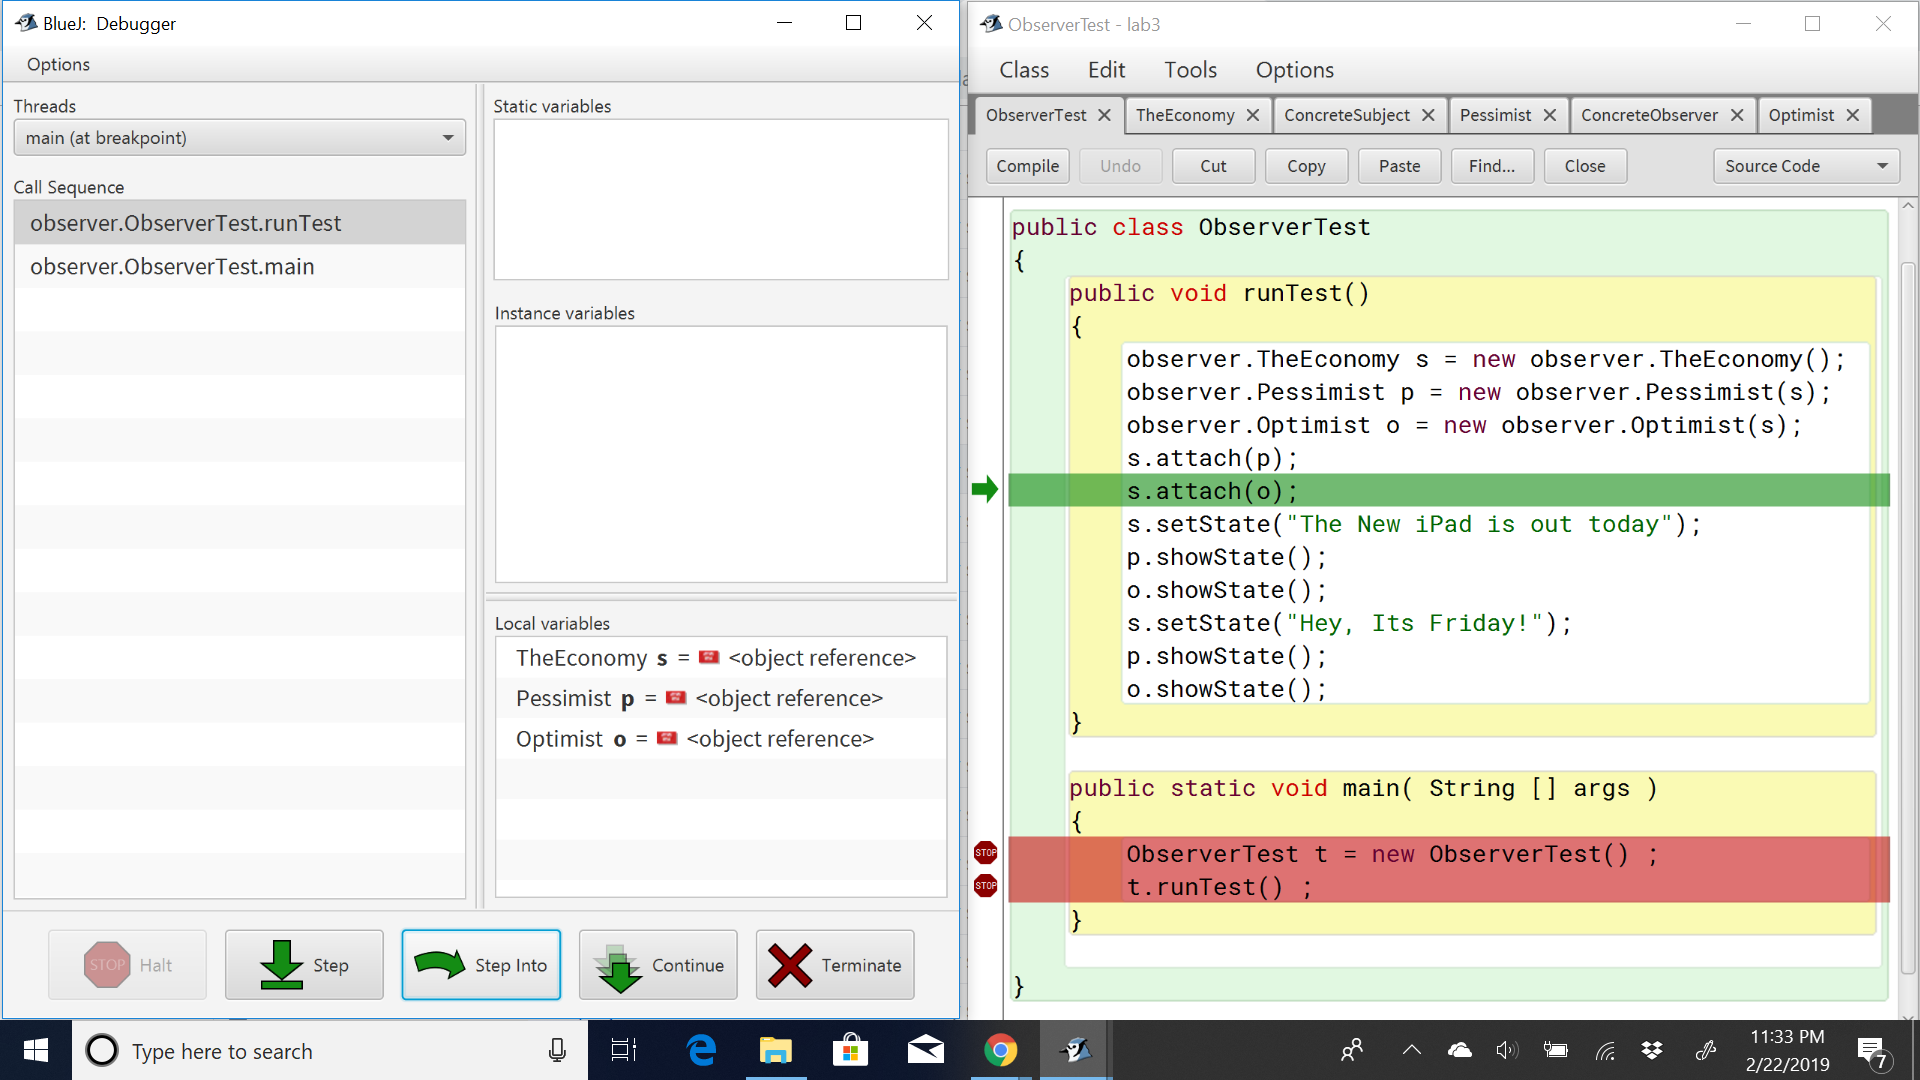 BlueJ: Debugger
Options
Threads
main (at breakpoint)
Call Sequence
observer.ObserverTest.runTest
observer.ObserverTest.main
Static variables
Instance variables
Local variables
TheEconomy s = <object reference>
Pessimist p = <object reference>
Optimist o = <object reference>
STOP Halt
Step
Step Into
Continue
Terminate
ObserverTest - lab3
Class Edit Tools Options
ObserverTest TheEconomy ConcreteSubject Pessimist ConcreteObserver Optimist
Compile Undo Cut Copy Paste Find... Close Source Code
public class ObserverTest
{
public void runTest()
{
observer.TheEconomy s = new observer.TheEconomy();
observer.Pessimist p = new observer.Pessimist(s);
observer.Optimist o = new observer.Optimist(s);
s.attach(p);
s.attach(o);
s.setState("The New iPad is out today");
p.showState();
o.showState();
s.setState("Hey, Its Friday!");
p.showState();
o.showState();
}
public static void main( String [] args )
{
STOP ObserverTest t = new ObserverTest() ;
STOP t.runTest() ;
}
}
Type here to search
11:33 PM
2/22/2019
7